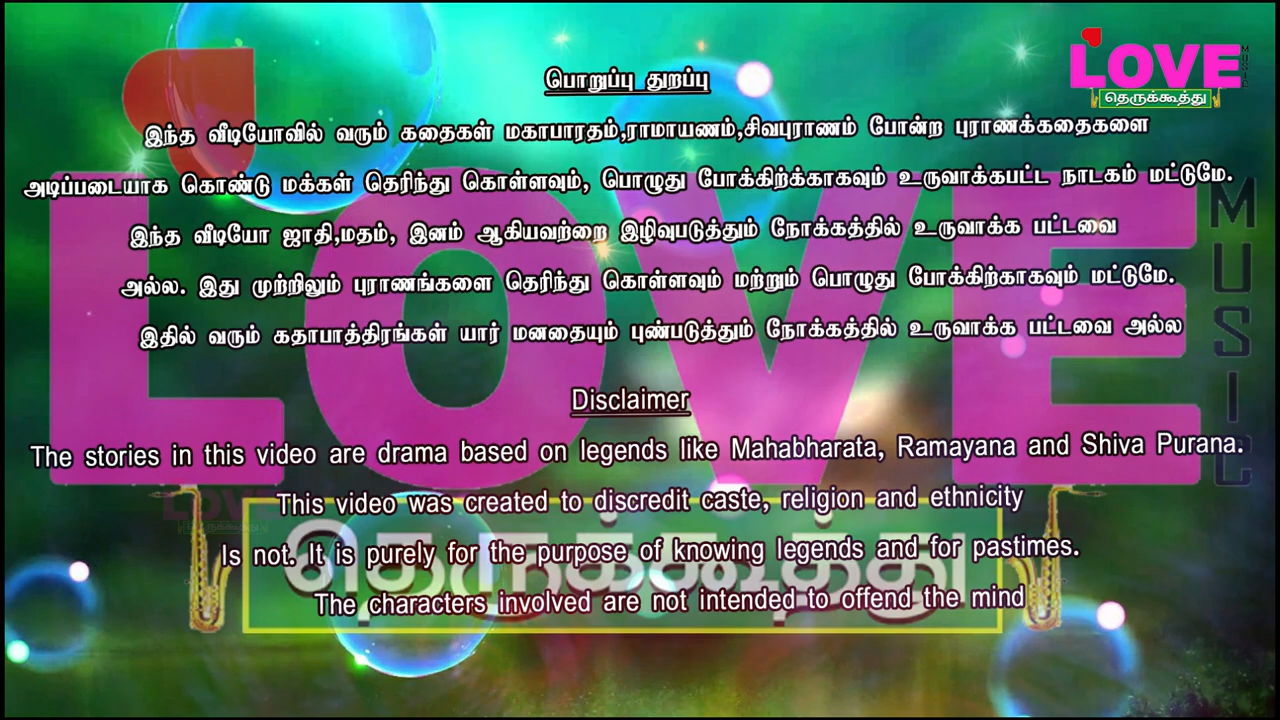 LOVE
MUSIC
தெருக்கூத்து
பொறுப்பு துறப்பு
இந்த வீடியோவில் வரும் கதைகள் மகாபாரதம்,ராமாயணம்,சிவபுராணம் போன்ற புராணக்கதைகளை
அடிப்படையாக கொண்டு மக்கள் தெரிந்து கொள்ளவும், பொழுது போக்கிற்க்காகவும் உருவாக்கபட்ட நாடகம் மட்டுமே.
இந்த வீடியோ ஜாதி,மதம், இனம் ஆகியவற்றை இழிவுபடுத்தும் நோக்கத்தில் உருவாக்க பட்டவை
அல்ல. இது முற்றிலும் புராணங்களை தெரிந்து கொள்ளவும் மற்றும் பொழுது போக்கிற்காகவும் மட்டுமே.
இதில் வரும் கதாபாத்திரங்கள் யார் மனதையும் புண்படுத்தும் நோக்கத்தில் உருவாக்க பட்டவை அல்ல
Disclaimer
The stories in this video are drama based on legends like Mahabharata, Ramayana and Shiva Purana.
This video was created to discredit caste, religion and ethnicity
Is not. It is purely for the purpose of knowing legends and for pastimes.
The characters involved are not intended to offend the mind
LOVE
MUSIC
தெருக்கூத்து
LOVE
தெருக்கூத்து